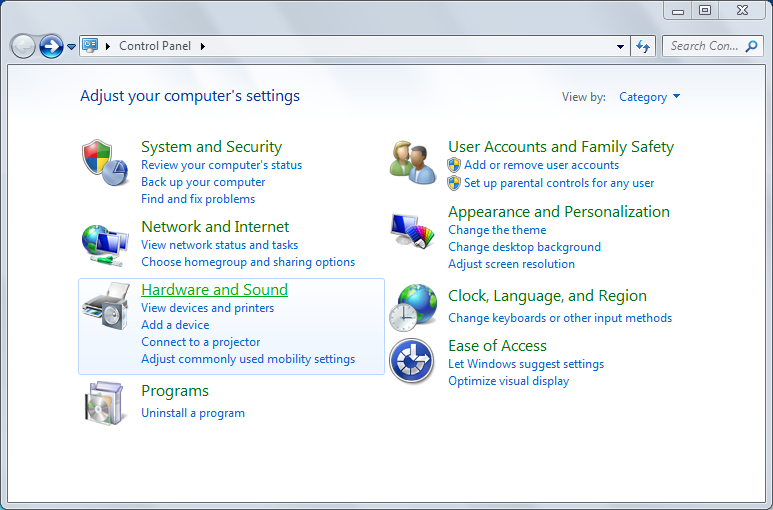 Control Panel
Search Con...
Adjust your computer's settings
View by: Category
System and Security
Review your computer's status
Back up your computer
Find and fix problems
Network and Internet
View network status and tasks
Choose homegroup and sharing options
Hardware and Sound
View devices and printers
Add a device
Connect to a projector
Adjust commonly used mobility settings
Programs
Uninstall a program
User Accounts and Family Safety
Add or remove user accounts
Set up parental controls for any user
Appearance and Personalization
Change the theme
Change desktop background
Adjust screen resolution
Clock, Language, and Region
Change keyboards or other input methods
Ease of Access
Let Windows suggest settings
Optimize visual display